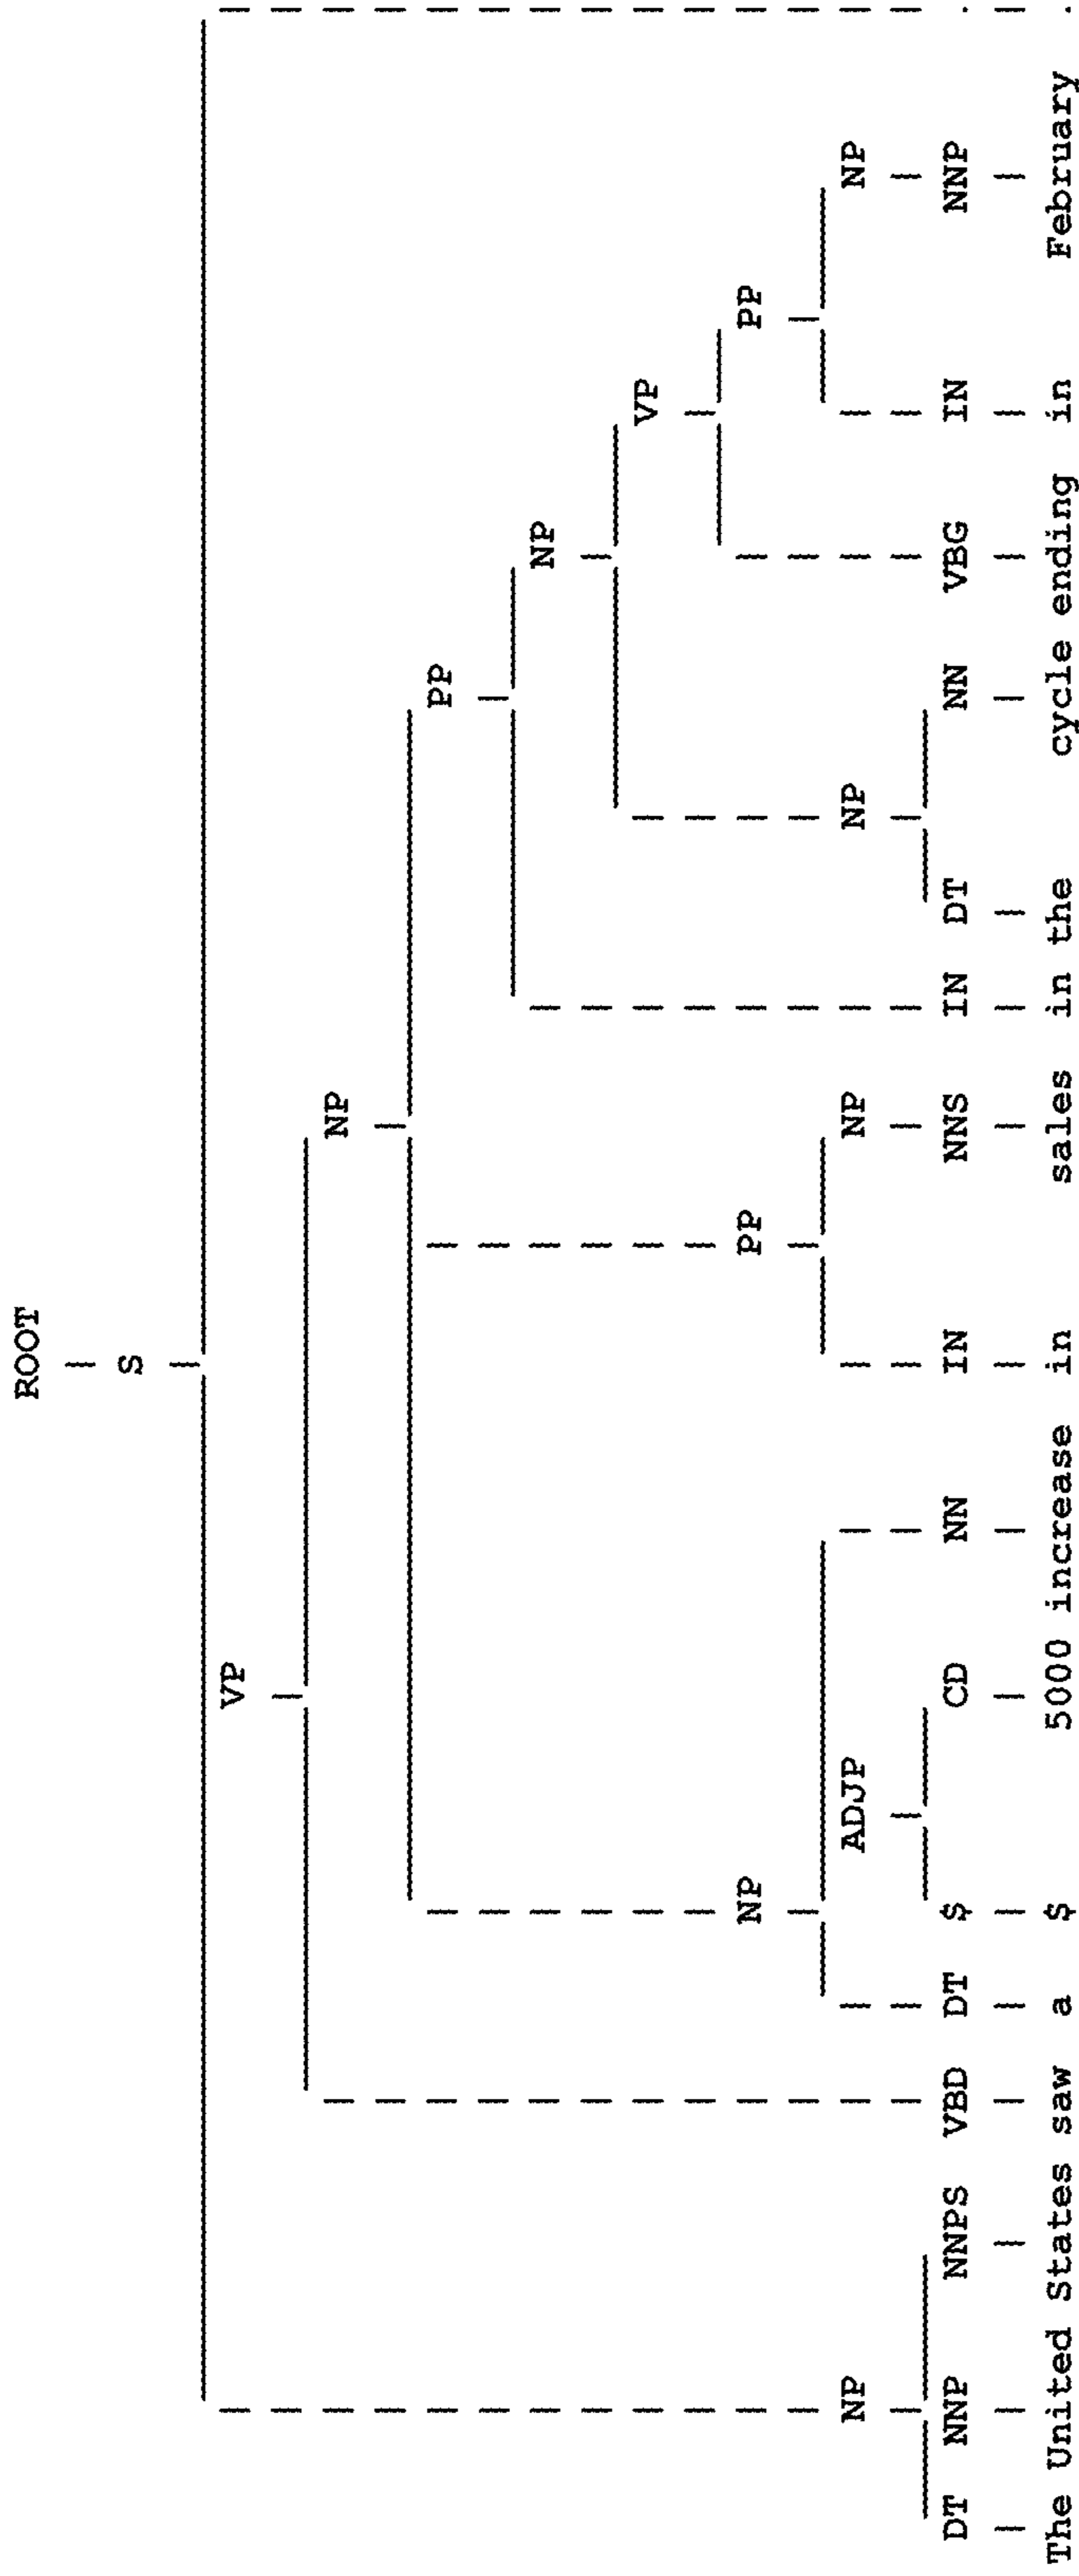 ROOT
S
VP
NP
PP
NP
VP
NP PP PP
NP ADJP NP NP NP
DT NNP NNPS VBD DT $ CD NN IN NNS IN DT NN VBG IN NNP .
The United States saw a $ 5000 increase in sales in the cycle ending in February .